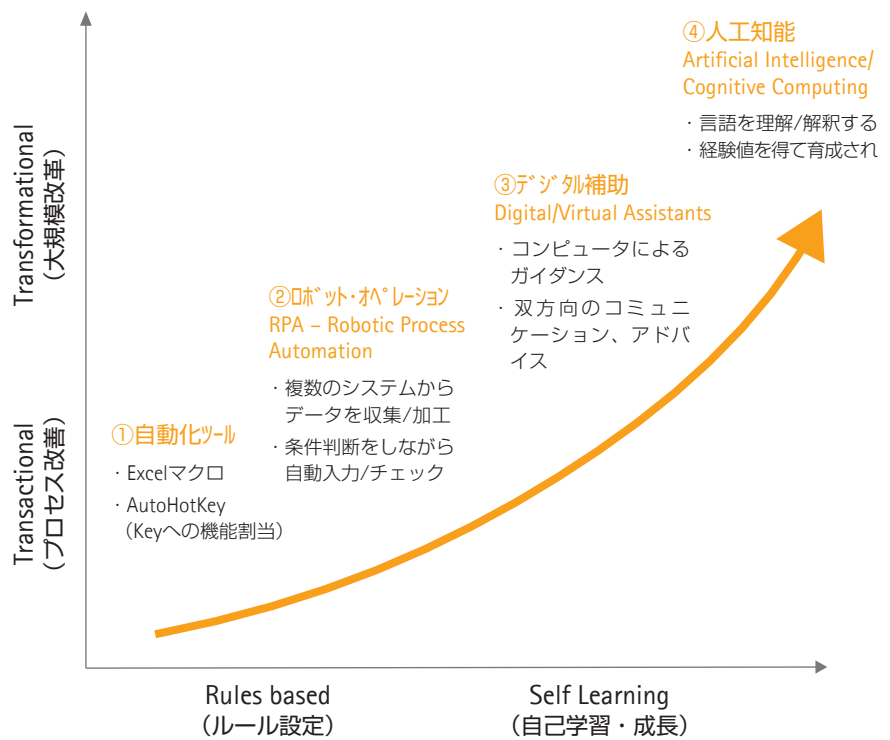 ④人工知能
Artificial Intelligence/
Cognitive Computing
・言語を理解/解釈する
・経験値を得て育成され
③ﾃﾞｼﾞﾀﾙ補助
Digital/Virtual Assistants
・コンピュータによる
ガイダンス
・双方向のコミュニ
ケーション、アドバ
イス
②ﾛﾎﾞｯﾄ・ｵﾍﾟﾚｰｼｮﾝ
RPA – Robotic Process
Automation
・複数のシステムから
データを収集/加工
・条件判断をしながら
自動入力/チェック
①自動化ﾂｰﾙ
・Excelマクロ
・AutoHotKey
（Keyへの機能割当）
Transformational
（大規模改革）
Transactional
（プロセス改善）
Rules based
（ルール設定）
Self Learning
（自己学習・成長）